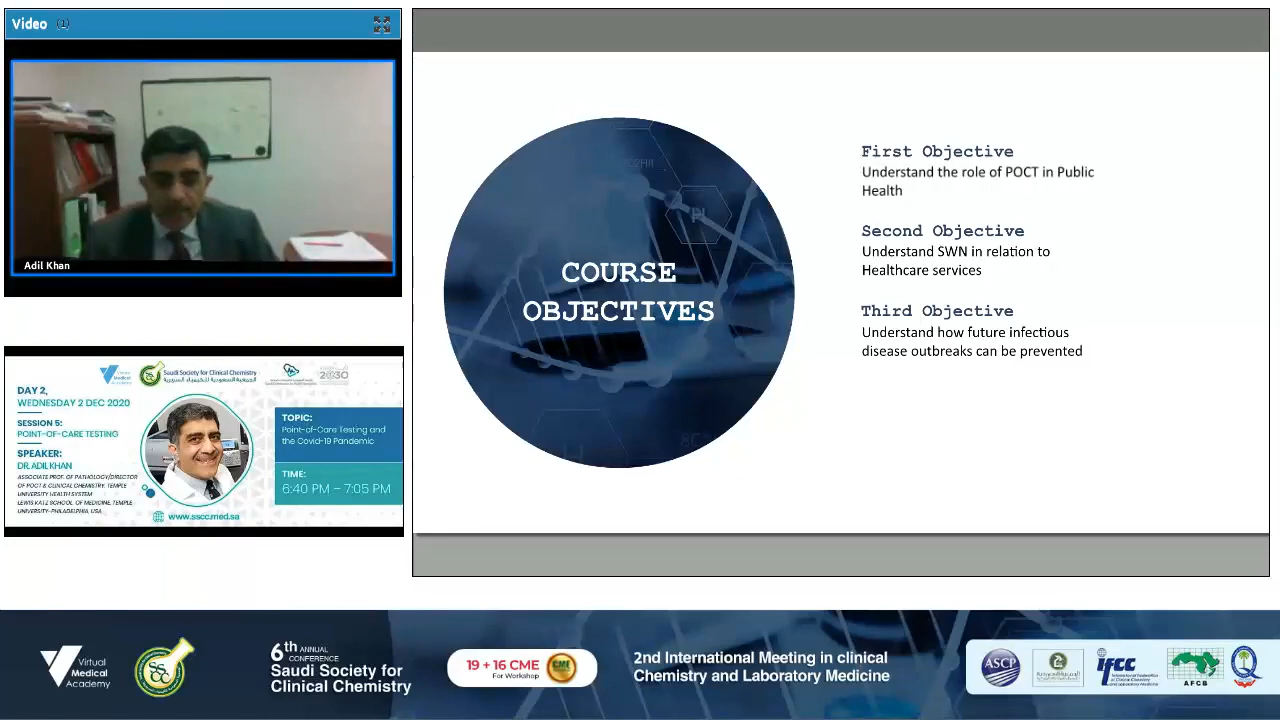 Video (1)
Adil Khan
COURSE
OBJECTIVES
First Objective
Understand the role of POCT in Public
Health
Second Objective
Understand SWN in relation to
Healthcare services
Third Objective
Understand how future infectious
disease outbreaks can be prevented
Saudi Society for Clinical Chemistry
الجمعية السعودية للكيمياء السريرية
2030
DAY 2,
WEDNESDAY 2 DEC 2020
SESSION 5:
POINT-OF-CARE TESTING
SPEAKER:
DR. ADIL KHAN
ASSOCIATE PROF. OF PATHOLOGY/DIRECTOR
OF POCT & CLINICAL CHEMISTRY, TEMPLE
UNIVERSITY HEALTH SYSTEM
LEWIS KATZ SCHOOL OF MEDICINE, TEMPLE
UNIVERSITY-PHILADELPHIA, USA.
TOPIC:
Point-of-Care Testing and
the Covid-19 Pandemic
TIME:
6:40 PM – 7:05 PM
www.sscc.med.sa
Virtual
Medical
Academy
6th ANNUAL
CONFERENCE
Saudi Society for
Clinical Chemistry
19 + 16 CME
For Workshop
CME
2nd International Meeting in clinical
Chemistry and Laboratory Medicine
ASCP
ifcc
AFCB